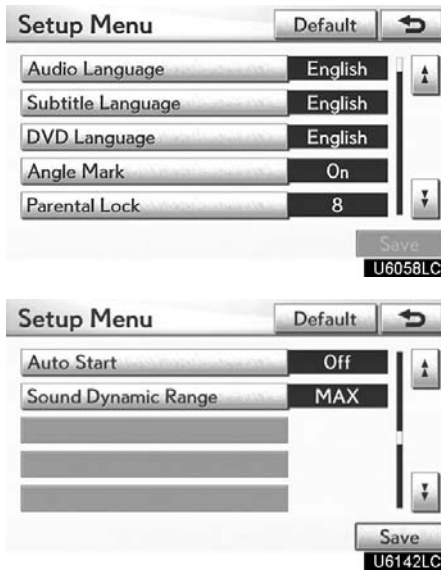 Setup Menu Default
Audio Language English
Subtitle Language English
DVD Language English
Angle Mark On
Parental Lock 8
Save
U6058LC
Setup Menu Default
Auto Start Off
Sound Dynamic Range MAX
Save
U6142LC